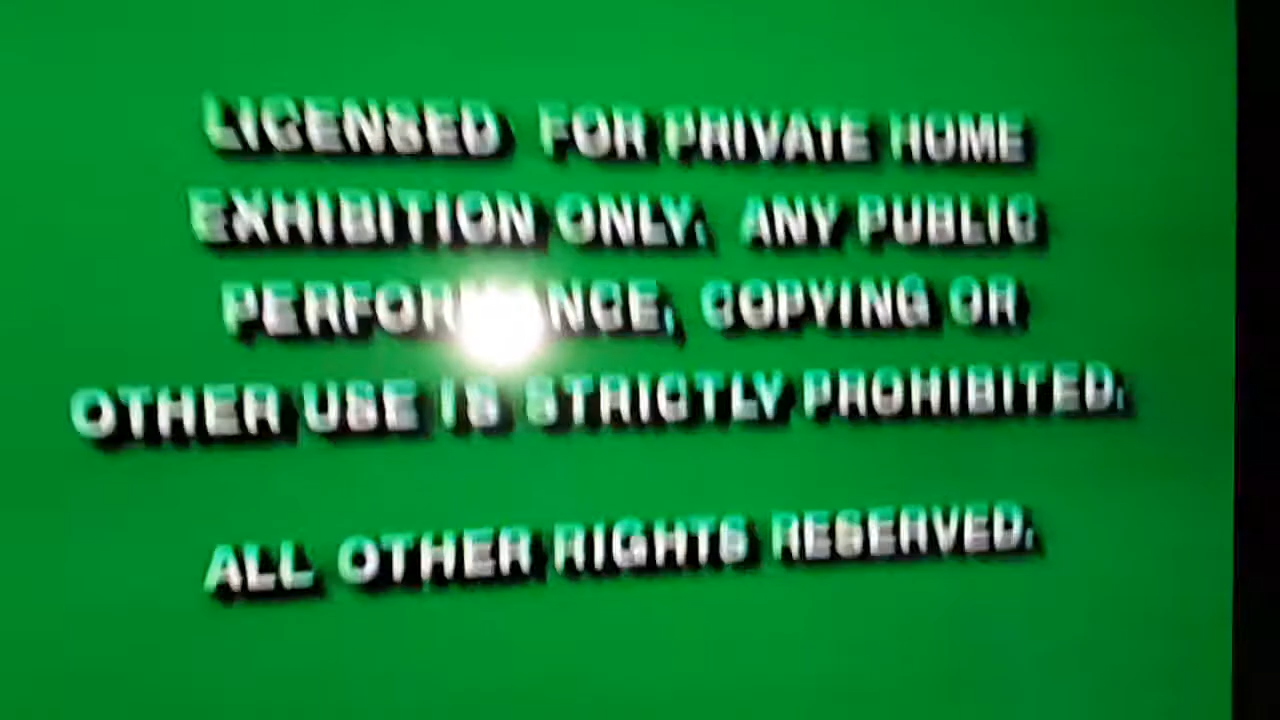 LICENSED FOR PRIVATE HOME
EXHIBITION ONLY. ANY PUBLIC
PERFORMANCE, COPYING OR
OTHER USE IS STRICTLY PROHIBITED.
ALL OTHER RIGHTS RESERVED.